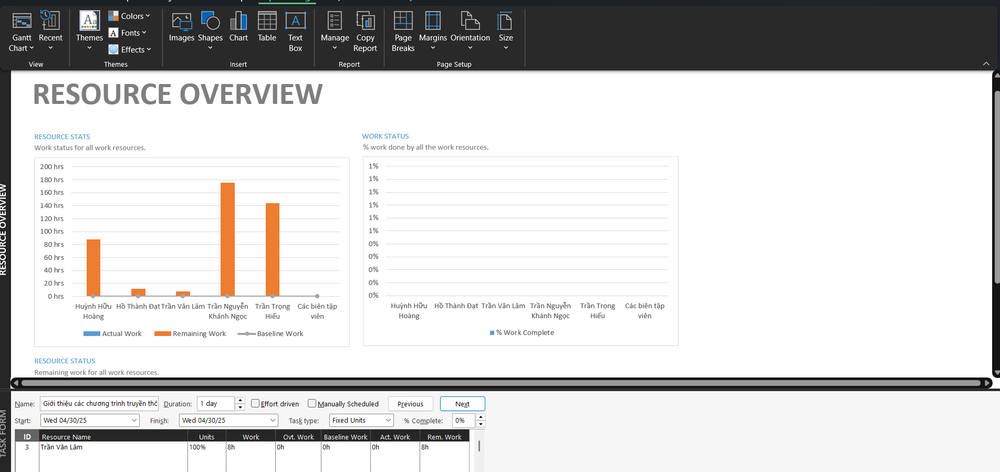 Gantt Chart
Recent
Themes
Colors
Fonts
Effects
Images
Shapes
Chart
Table
Text Box
Manage
Copy Report
Page Breaks
Margins
Orientation
Size
View
Themes
Insert
Report
Page Setup
RESOURCE OVERVIEW
RESOURCE OVERVIEW
RESOURCE STATS
Work status for all work resources.
200 hrs
180 hrs
160 hrs
140 hrs
120 hrs
100 hrs
80 hrs
60 hrs
40 hrs
20 hrs
0 hrs
Huỳnh Hữu Hoàng
Hồ Thành Đạt
Trần Văn Lâm
Trần Nguyễn Khánh Ngọc
Trần Trọng Hiếu
Các biên tập viên
Actual Work
Remaining Work
Baseline Work
WORK STATUS
% work done by all the work resources.
1%
1%
1%
1%
1%
1%
0%
0%
0%
0%
0%
Huỳnh Hữu Hoàng
Hồ Thành Đạt
Trần Văn Lâm
Trần Nguyễn Khánh Ngọc
Trần Trọng Hiếu
Các biên tập viên
% Work Complete
RESOURCE STATUS
Remaining work for all work resources.
TASK FORM
Name: Giới thiệu các chương trình truyền thô Duration: 1 day Effort driven Manually Scheduled Previous Next
Start: Wed 04/30/25 Finish: Wed 04/30/25 Task type: Fixed Units % Complete: 0%
ID Resource Name Units Work Ovt. Work Baseline Work Act. Work Rem. Work
3 Trần Văn Lâm 100% 8h 0h 0h 0h 8h